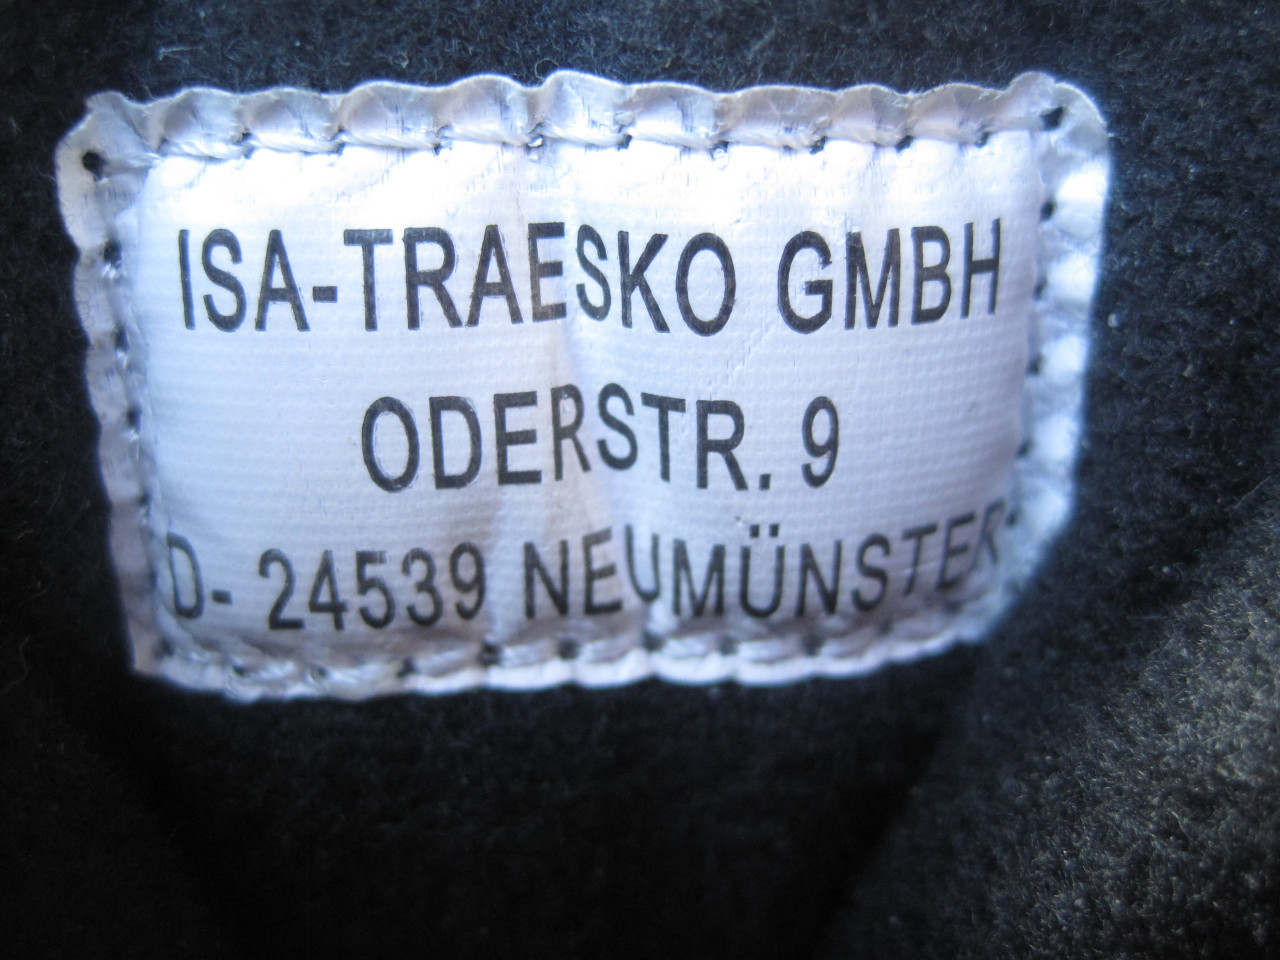 ISA-TRAESKO GMBH
ODERSTR. 9
D- 24539 NEUMÜNSTER